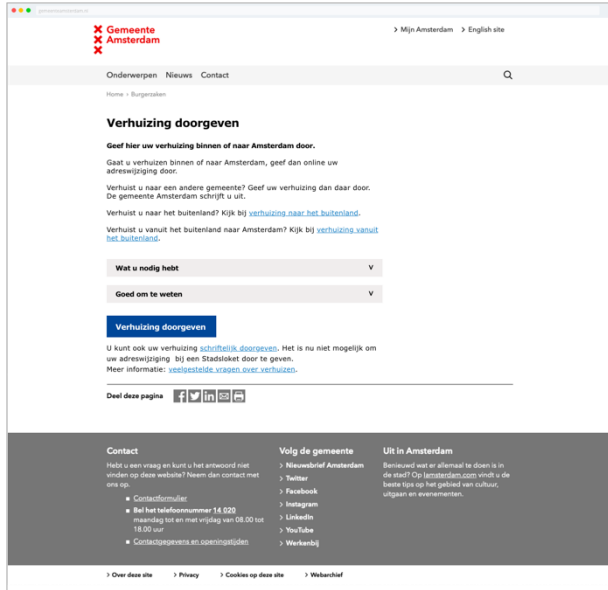 gemeenteamsterdam.nl
Gemeente
Amsterdam
> Mijn Amsterdam > English site
Onderwerpen Nieuws Contact
Home > Burgerzaken
Verhuizing doorgeven
Geef hier uw verhuizing binnen of naar Amsterdam door.
Gaat u verhuizen binnen of naar Amsterdam, geef dan online uw
adreswijziging door.
Verhuist u naar een andere gemeente? Geef uw verhuizing dan daar door.
De gemeente Amsterdam schrijft u uit.
Verhuist u naar het buitenland? Kijk bij verhuizing naar het buitenland.
Verhuist u vanuit het buitenland naar Amsterdam? Kijk bij verhuizing vanuit
het buitenland.
Wat u nodig hebt v
Goed om te weten v
Verhuizing doorgeven
U kunt ook uw verhuizing schriftelijk doorgeven. Het is nu niet mogelijk om
uw adreswijziging bij een Stadsloket door te geven.
Meer informatie: veelgestelde vragen over verhuizen.
Deel deze pagina
Contact
Hebt u een vraag en kunt u het antwoord niet
vinden op deze website? Neem dan contact met
ons op.
Contactformulier
Bel het telefoonnummer 14 020
maandag tot en met vrijdag van 08.00 tot
18.00 uur
Contactgegevens en openingstijden
Volg de gemeente
> Nieuwsbrief Amsterdam
> Twitter
> Facebook
> Instagram
> LinkedIn
> YouTube
> Werkenbij
Uit in Amsterdam
Benieuwd wat er allemaal te doen is in
de stad? Op Iamsterdam.com vindt u de
beste tips op het gebied van cultuur,
uitgaan en evenementen.
> Over deze site > Privacy > Cookies op deze site > Webarchief